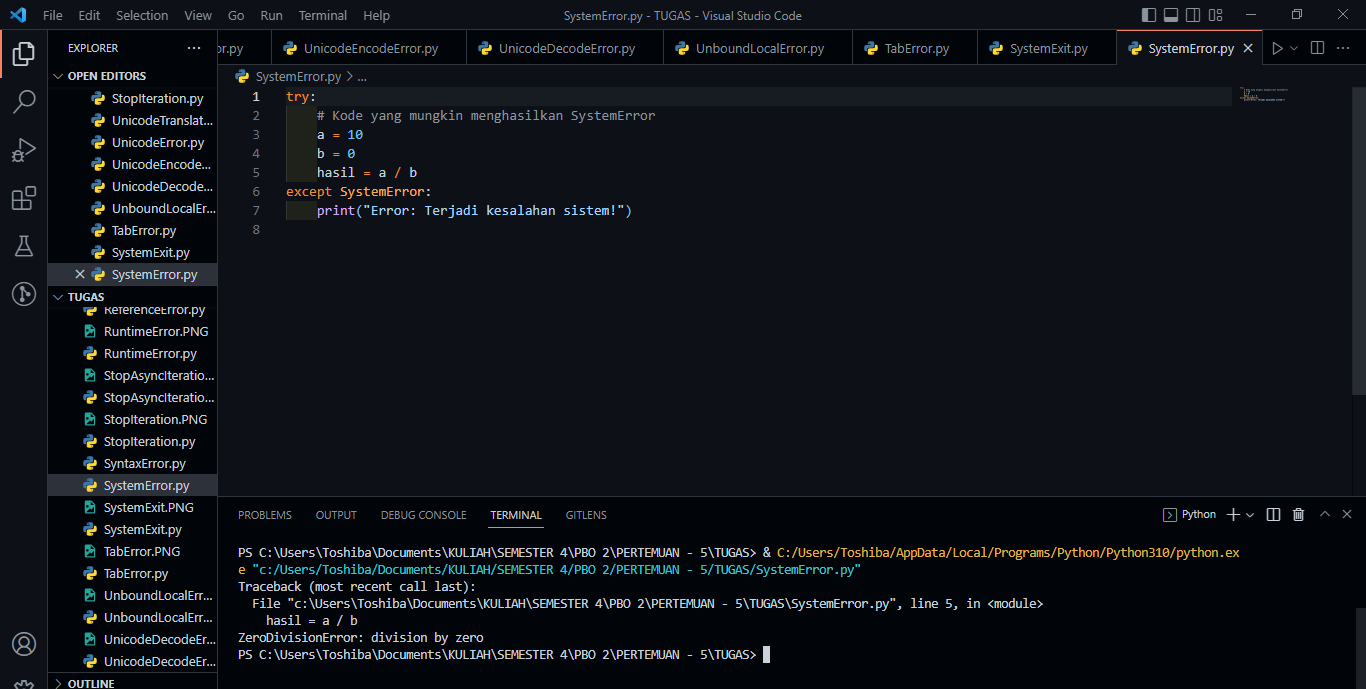 File Edit Selection View Go Run Terminal Help SystemError.py - TUGAS - Visual Studio Code
EXPLORER ...
or.py UnicodeEncodeError.py UnicodeDecodeError.py UnboundLocalError.py TabError.py SystemExit.py SystemError.py
OPEN EDITORS
StopIteration.py
UnicodeTranslat...
UnicodeError.py
UnicodeEncode...
UnicodeDecode...
UnboundLocalEr...
TabError.py
SystemExit.py
SystemError.py
TUGAS
ReferenceError.py
RuntimeError.PNG
RuntimeError.py
StopAsyncIteratio...
StopAsyncIteratio...
StopIteration.PNG
StopIteration.py
SyntaxError.py
SystemError.py
SystemExit.PNG
SystemExit.py
TabError.PNG
TabError.py
UnboundLocalErr...
UnboundLocalErr...
UnicodeDecodeEr...
UnicodeDecodeEr...
OUTLINE
SystemError.py > ...
1 try:
2 # Kode yang mungkin menghasilkan SystemError
3 a = 10
4 b = 0
5 hasil = a / b
6 except SystemError:
7 print("Error: Terjadi kesalahan sistem!")
8
PROBLEMS OUTPUT DEBUG CONSOLE TERMINAL GITLENS Python
PS C:\Users\Toshiba\Documents\KULIAH\SEMESTER 4\PBO 2\PERTEMUAN - 5\TUGAS> & C:/Users/Toshiba/AppData/Local/Programs/Python/Python310/python.ex
e "c:/Users/Toshiba/Documents/KULIAH/SEMESTER 4/PBO 2/PERTEMUAN - 5/TUGAS/SystemError.py"
Traceback (most recent call last):
File "c:\Users\Toshiba\Documents\KULIAH\SEMESTER 4\PBO 2\PERTEMUAN - 5\TUGAS\SystemError.py", line 5, in <module>
hasil = a / b
ZeroDivisionError: division by zero
PS C:\Users\Toshiba\Documents\KULIAH\SEMESTER 4\PBO 2\PERTEMUAN - 5\TUGAS>